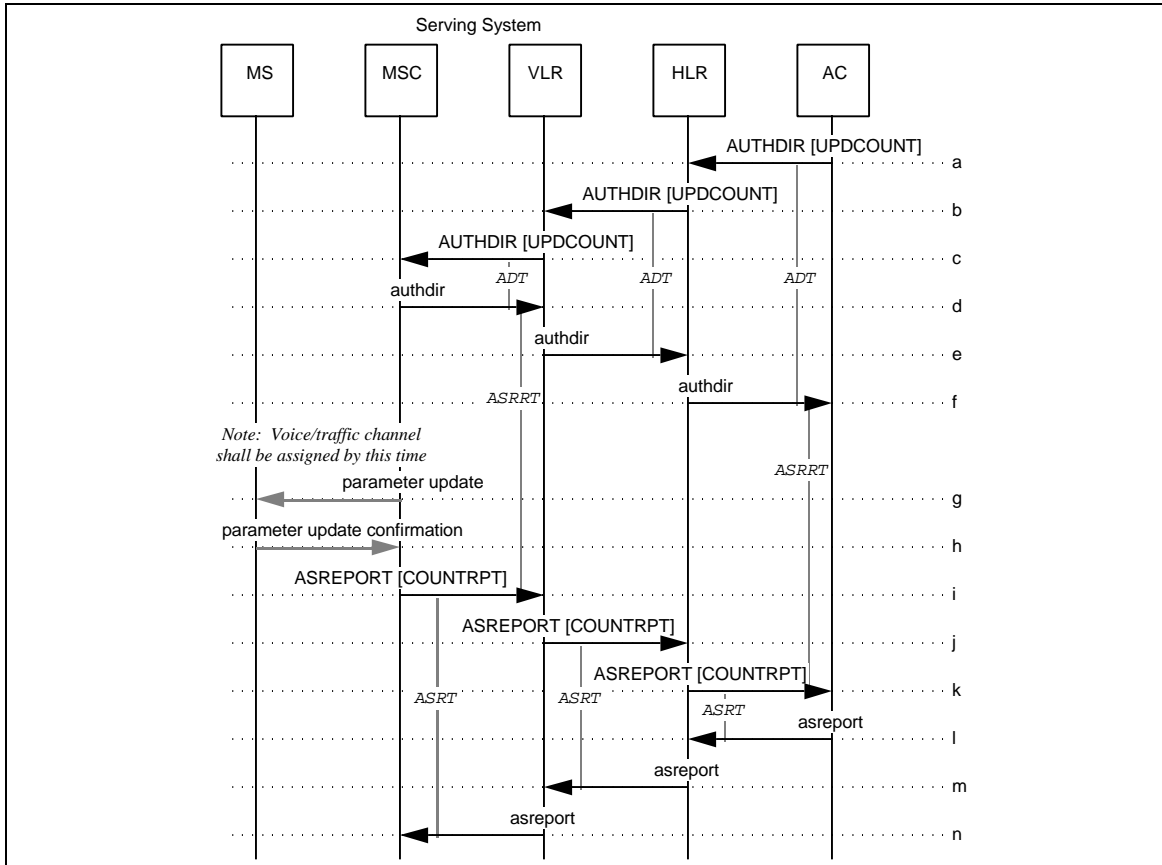 Serving System
MS
MSC
VLR
HLR
AC
AUTHDIR [UPDCOUNT]
a
AUTHDIR [UPDCOUNT]
b
AUTHDIR [UPDCOUNT]
c
ADT
ADT
ADT
authdir
d
authdir
e
authdir
ASRRT
f
Note: Voice/traffic channel
shall be assigned by this time
ASRRT
parameter update
g
parameter update confirmation
h
ASREPORT [COUNTRPT]
i
ASREPORT [COUNTRPT]
j
ASREPORT [COUNTRPT]
k
ASRT
ASRT
ASRT
asreport
l
asreport
m
asreport
n